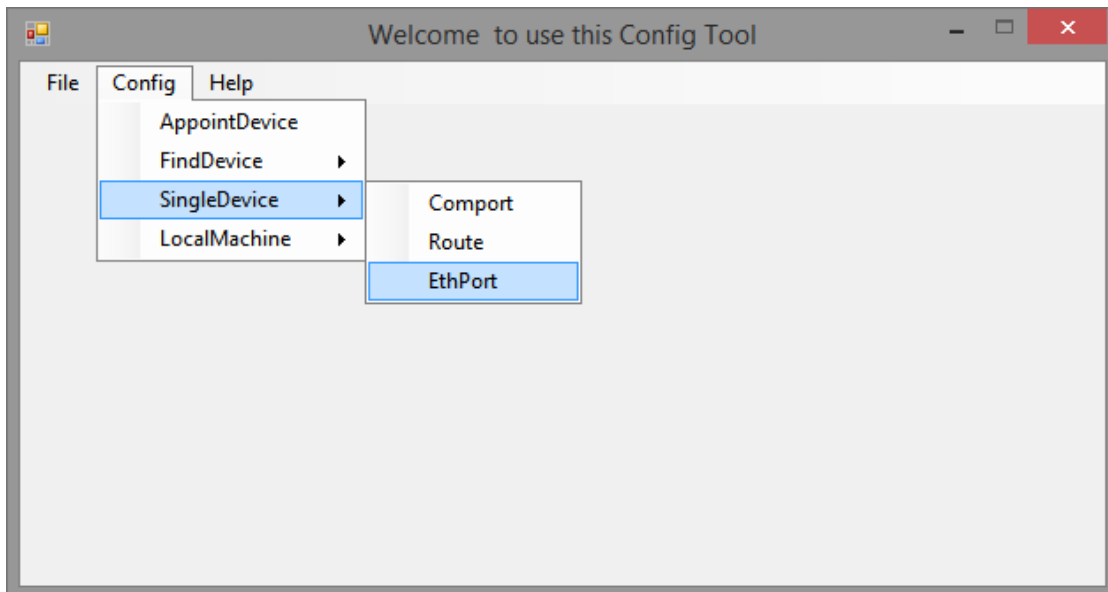 Welcome  to use this Config Tool
File Config Help
AppointDevice
FindDevice
SingleDevice
LocalMachine
Comport
Route
EthPort